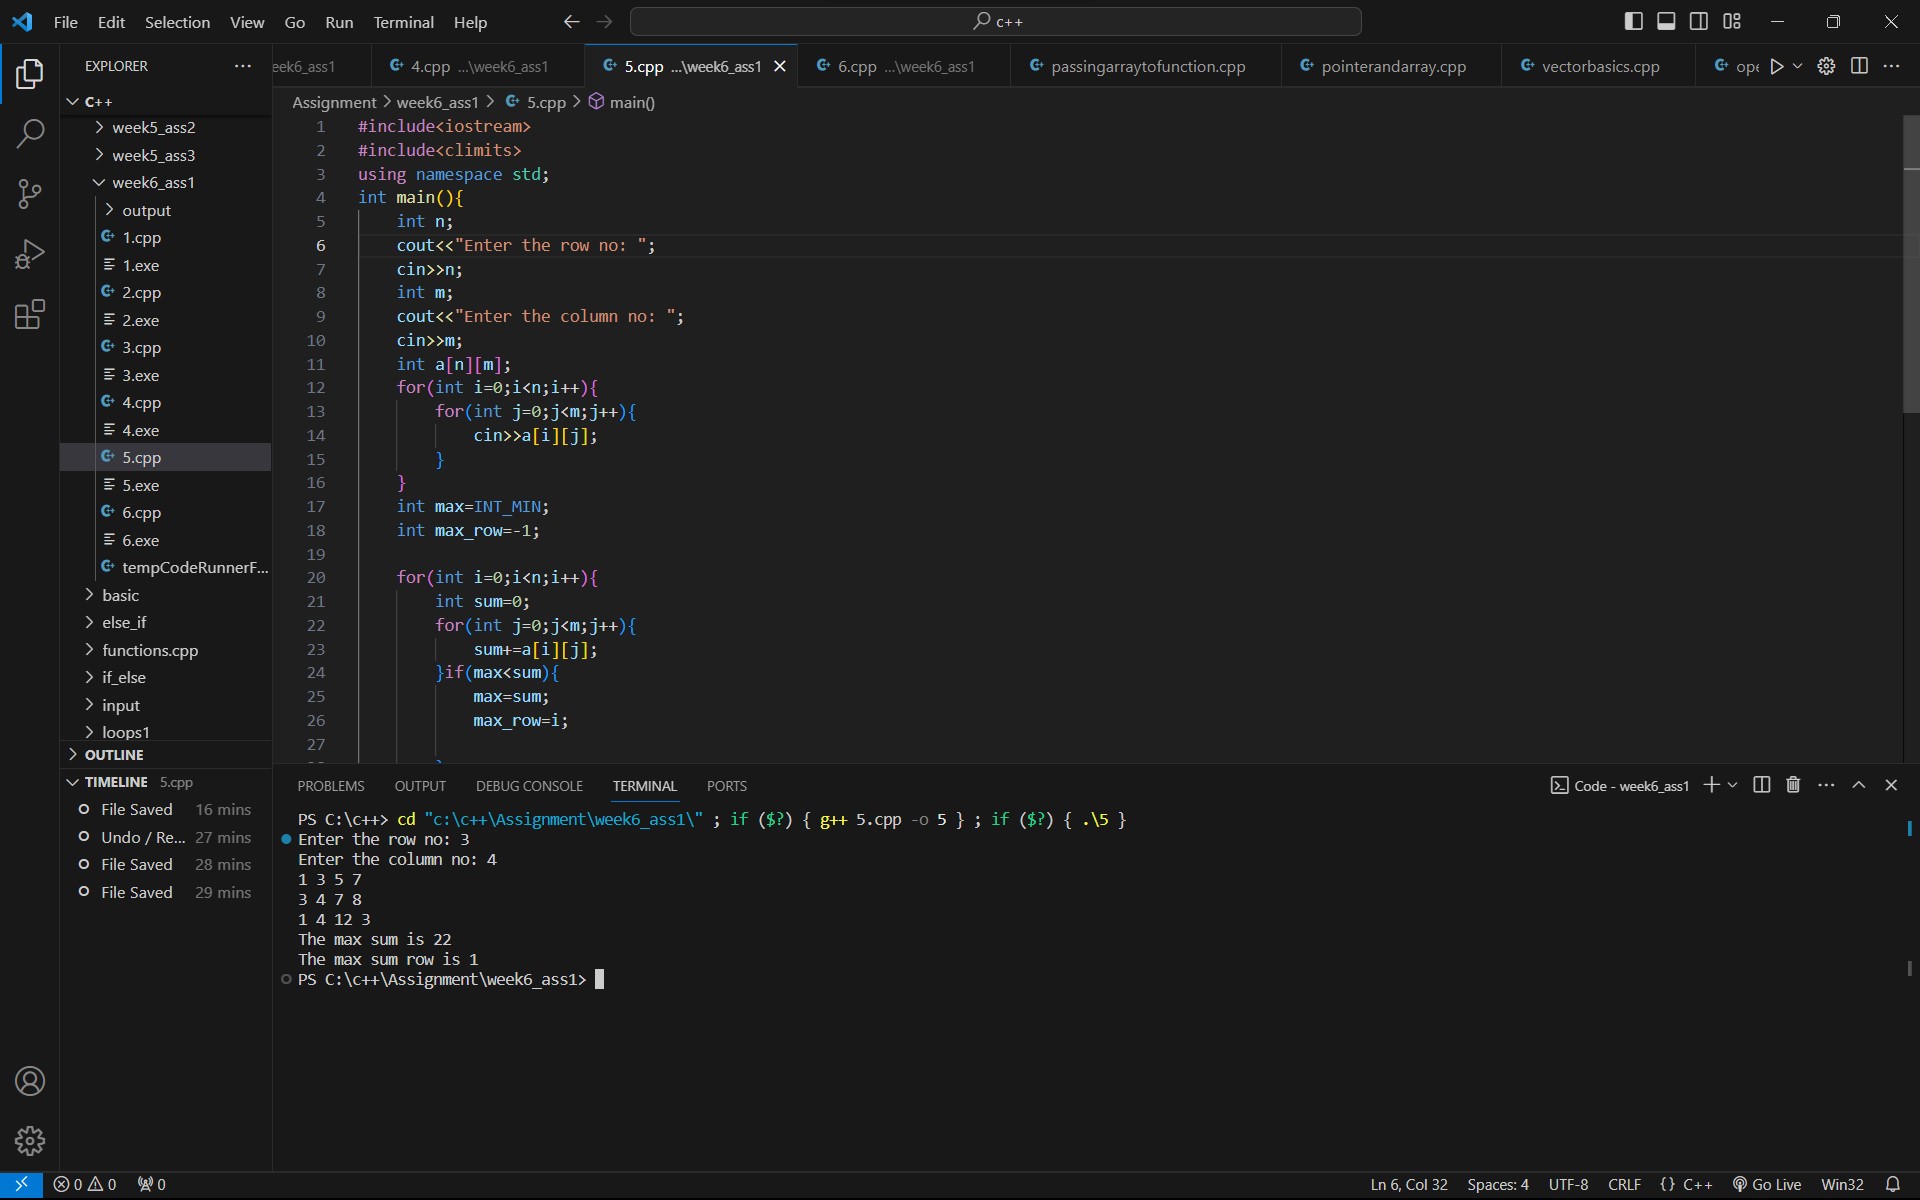 File Edit Selection View Go Run Terminal Help
c++
EXPLORER
C++
week5_ass2
week5_ass3
week6_ass1
output
1.cpp
1.exe
2.cpp
2.exe
3.cpp
3.exe
4.cpp
4.exe
5.cpp
5.exe
6.cpp
6.exe
tempCodeRunnerF...
basic
else_if
functions.cpp
if_else
input
loops1
OUTLINE
TIMELINE 5.cpp
File Saved 16 mins
Undo / Re... 27 mins
File Saved 28 mins
File Saved 29 mins
eek6_ass1 4.cpp ...\week6_ass1 5.cpp ...\week6_ass1 6.cpp ...\week6_ass1 passingarraytofunction.cpp pointerandarray.cpp vectorbasics.cpp ope
Assignment > week6_ass1 > 5.cpp > main()
1 #include<iostream>
2 #include<climits>
3 using namespace std;
4 int main(){
5 int n;
6 cout<<"Enter the row no: ";
7 cin>>n;
8 int m;
9 cout<<"Enter the column no: ";
10 cin>>m;
11 int a[n][m];
12 for(int i=0;i<n;i++){
13 for(int j=0;j<m;j++){
14 cin>>a[i][j];
15 }
16 }
17 int max=INT_MIN;
18 int max_row=-1;
19
20 for(int i=0;i<n;i++){
21 int sum=0;
22 for(int j=0;j<m;j++){
23 sum+=a[i][j];
24 }if(max<sum){
25 max=sum;
26 max_row=i;
27
PROBLEMS OUTPUT DEBUG CONSOLE TERMINAL PORTS
Code - week6_ass1
PS C:\c++> cd "c:\c++\Assignment\week6_ass1\" ; if ($?) { g++ 5.cpp -o 5 } ; if ($?) { .\5 }
Enter the row no: 3
Enter the column no: 4
1 3 5 7
3 4 7 8
1 4 12 3
The max sum is 22
The max sum row is 1
PS C:\c++\Assignment\week6_ass1>
0 0 0
Ln 6, Col 32 Spaces: 4 UTF-8 CRLF {} C++ Go Live Win32